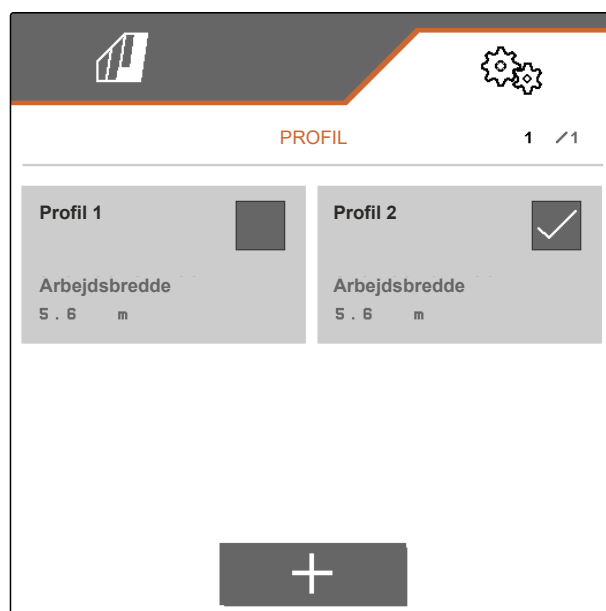 PROFIL 1 /1
Profil 1
Arbejdsbredde
5.6 m
Profil 2
Arbejdsbredde
5.6 m
+